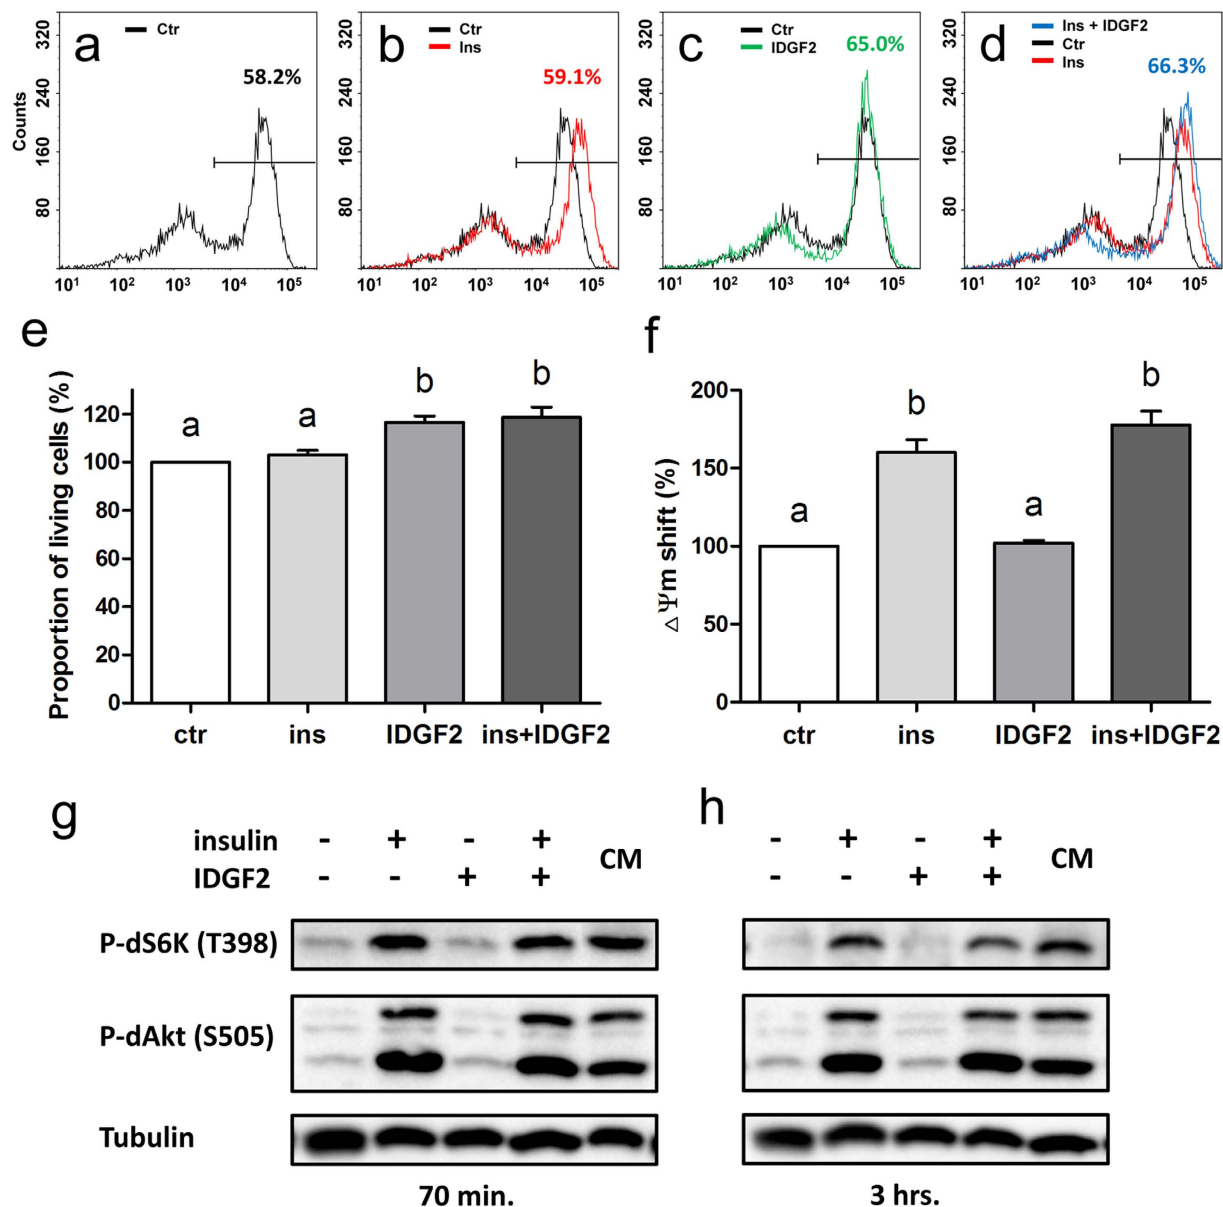 a
Ctr
58.2%
Counts
320
240
160
80
10¹ 10² 10³ 10⁴ 10⁵
b
Ctr
Ins
59.1%
320
240
160
80
10¹ 10² 10³ 10⁴ 10⁵
c
Ctr
IDGF2
65.0%
320
240
160
80
10¹ 10² 10³ 10⁴ 10⁵
d
Ins + IDGF2
Ctr
Ins
66.3%
320
240
160
80
10¹ 10² 10³ 10⁴ 10⁵
e
Proportion of living cells (%)
120
100
80
60
40
20
0
a
a
b
b
ctr ins IDGF2 ins+IDGF2
f
△Ψm shift (%)
200
150
100
50
0
a
b
a
b
ctr ins IDGF2 ins+IDGF2
g
insulin - + - + CM
IDGF2 - - + +
P-dS6K (T398)
P-dAkt (S505)
Tubulin
70 min.
h
- + - + CM
- - + +
3 hrs.